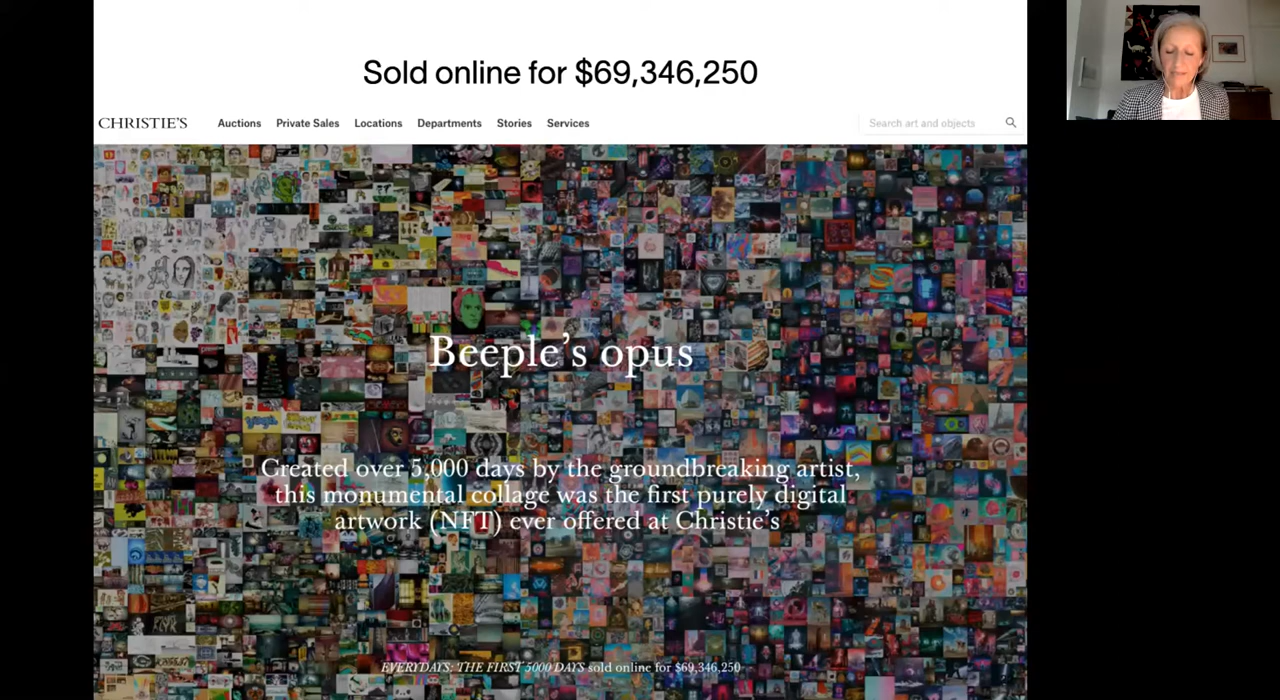 Sold online for $69,346,250
CHRISTIE'S Auctions Private Sales Locations Departments Stories Services Search art and objects
Beeple's opus
Created over 5,000 days by the groundbreaking artist,
this monumental collage was the first purely digital
artwork (NFT) ever offered at Christie's
EVERYDAYS: THE FIRST 5000 DAYS sold online for $69,346,250